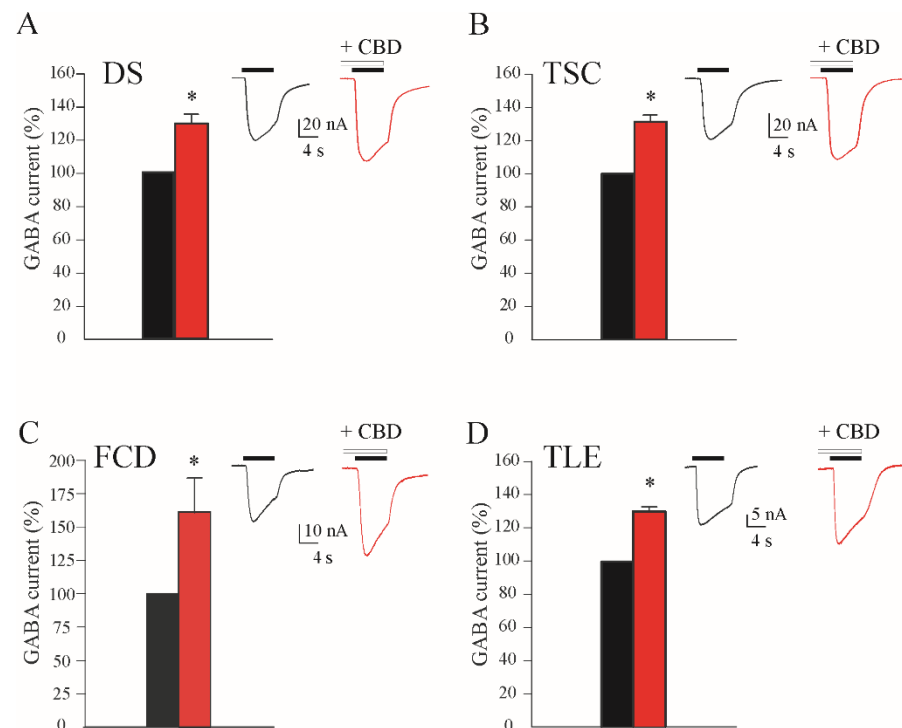 A
DS
+ CBD
160
140
120
100
80
60
40
20
0
GABA current (%)
*
20 nA
4 s
B
TSC
+ CBD
160
140
120
100
80
60
40
20
0
GABA current (%)
*
20 nA
4 s
C
FCD
+ CBD
200
175
150
125
100
75
50
25
0
GABA current (%)
*
10 nA
4 s
D
TLE
+ CBD
160
140
120
100
80
60
40
20
0
GABA current (%)
*
5 nA
4 s